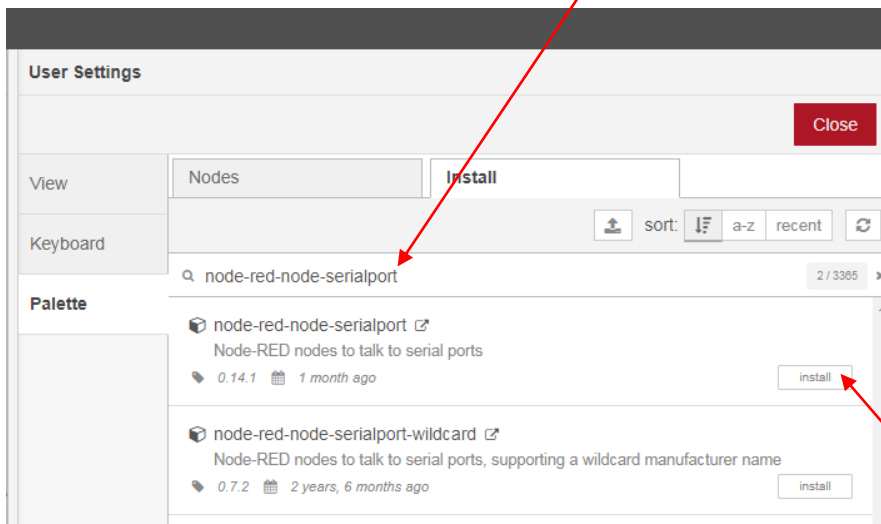 User Settings
Close
View
Keyboard
Palette
Nodes
Install
sort: a-z recent
node-red-node-serialport 2 / 3365 x
node-red-node-serialport
Node-RED nodes to talk to serial ports
0.14.1 1 month ago
install
node-red-node-serialport-wildcard
Node-RED nodes to talk to serial ports, supporting a wildcard manufacturer name
0.7.2 2 years, 6 months ago
install